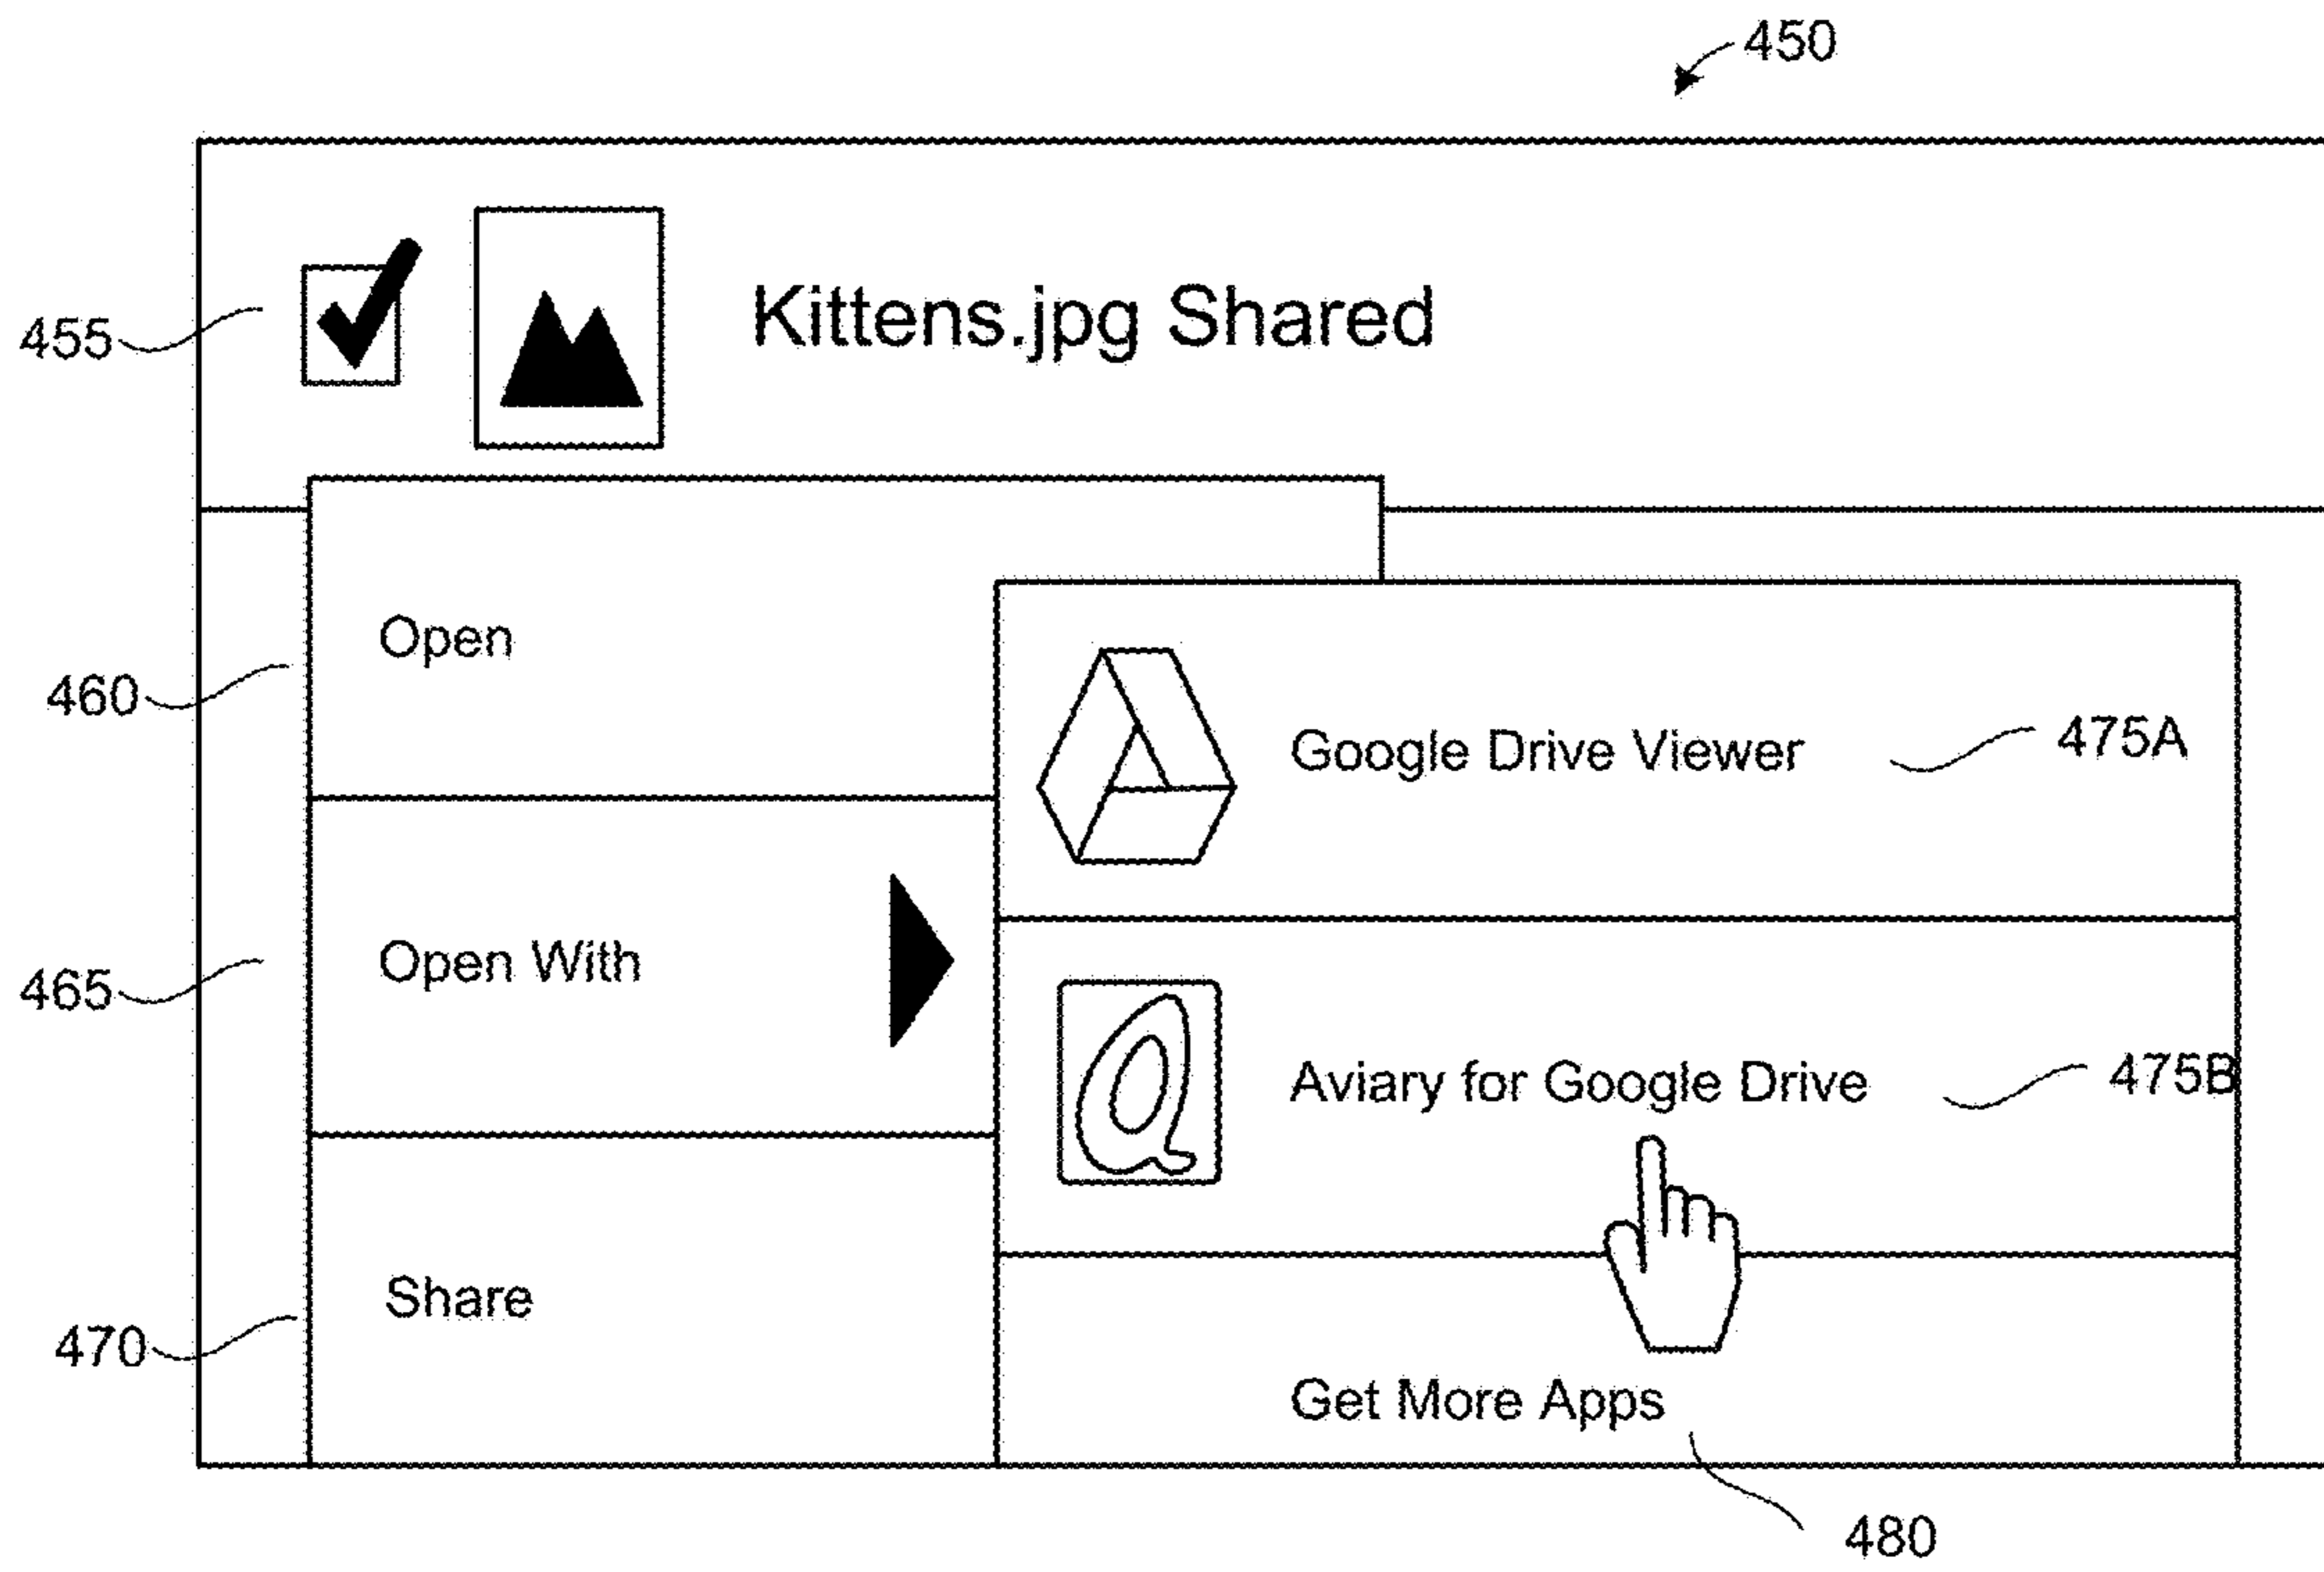 450
455
Kittens.jpg Shared
460
Open
Google Drive Viewer
475A
465
Open With
Aviary for Google Drive
475B
470
Share
Get More Apps
480